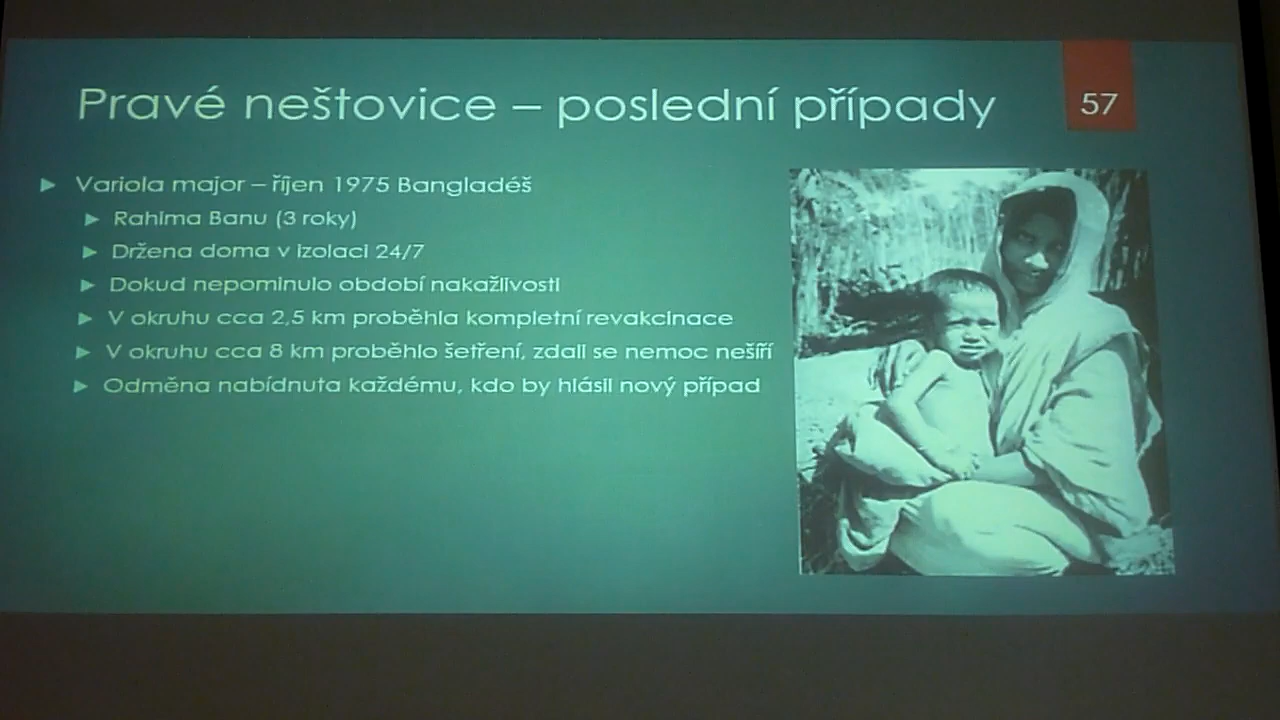 Pravé neštovice – poslední případy
57
Variola major – říjen 1975 Bangladéš
Rahima Banu (3 roky)
Držena doma v izolaci 24/7
Dokud nepominulo období nakažlivosti
V okruhu cca 2,5 km proběhla kompletní revakcinace
V okruhu cca 8 km proběhlo šetření, zdali se nemoc nešíří
Odměna nabídnuta každému, kdo by hlásil nový případ